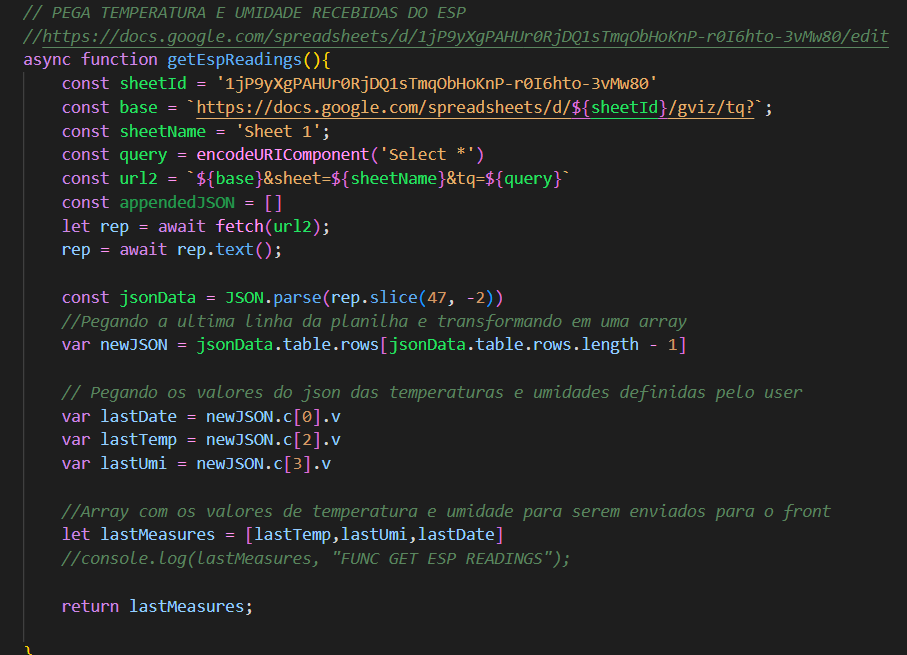 // PEGA TEMPERATURA E UMIDADE RECEBIDAS DO ESP
//https://docs.google.com/spreadsheets/d/1jP9yXgPAHUr0RjDQ1sTmqObHoKnP-r0I6hto-3vMw80/edit
async function getEspReadings(){
    const sheetId = '1jP9yXgPAHUr0RjDQ1sTmqObHoKnP-r0I6hto-3vMw80'
    const base = `https://docs.google.com/spreadsheets/d/${sheetId}/gviz/tq?`;
    const sheetName = 'Sheet 1';
    const query = encodeURIComponent('Select *')
    const url2 = `${base}&sheet=${sheetName}&tq=${query}`
    const appendedJSON = []
    let rep = await fetch(url2);
    rep = await rep.text();
    const jsonData = JSON.parse(rep.slice(47, -2))
    //Pegando a ultima linha da planilha e transformando em uma array
    var newJSON = jsonData.table.rows[jsonData.table.rows.length - 1]
    // Pegando os valores do json das temperaturas e umidades definidas pelo user
    var lastDate = newJSON.c[0].v
    var lastTemp = newJSON.c[2].v
    var lastUmi = newJSON.c[3].v
    //Array com os valores de temperatura e umidade para serem enviados para o front
    let lastMeasures = [lastTemp,lastUmi,lastDate]
    //console.log(lastMeasures, "FUNC GET ESP READINGS");
    return lastMeasures;
}